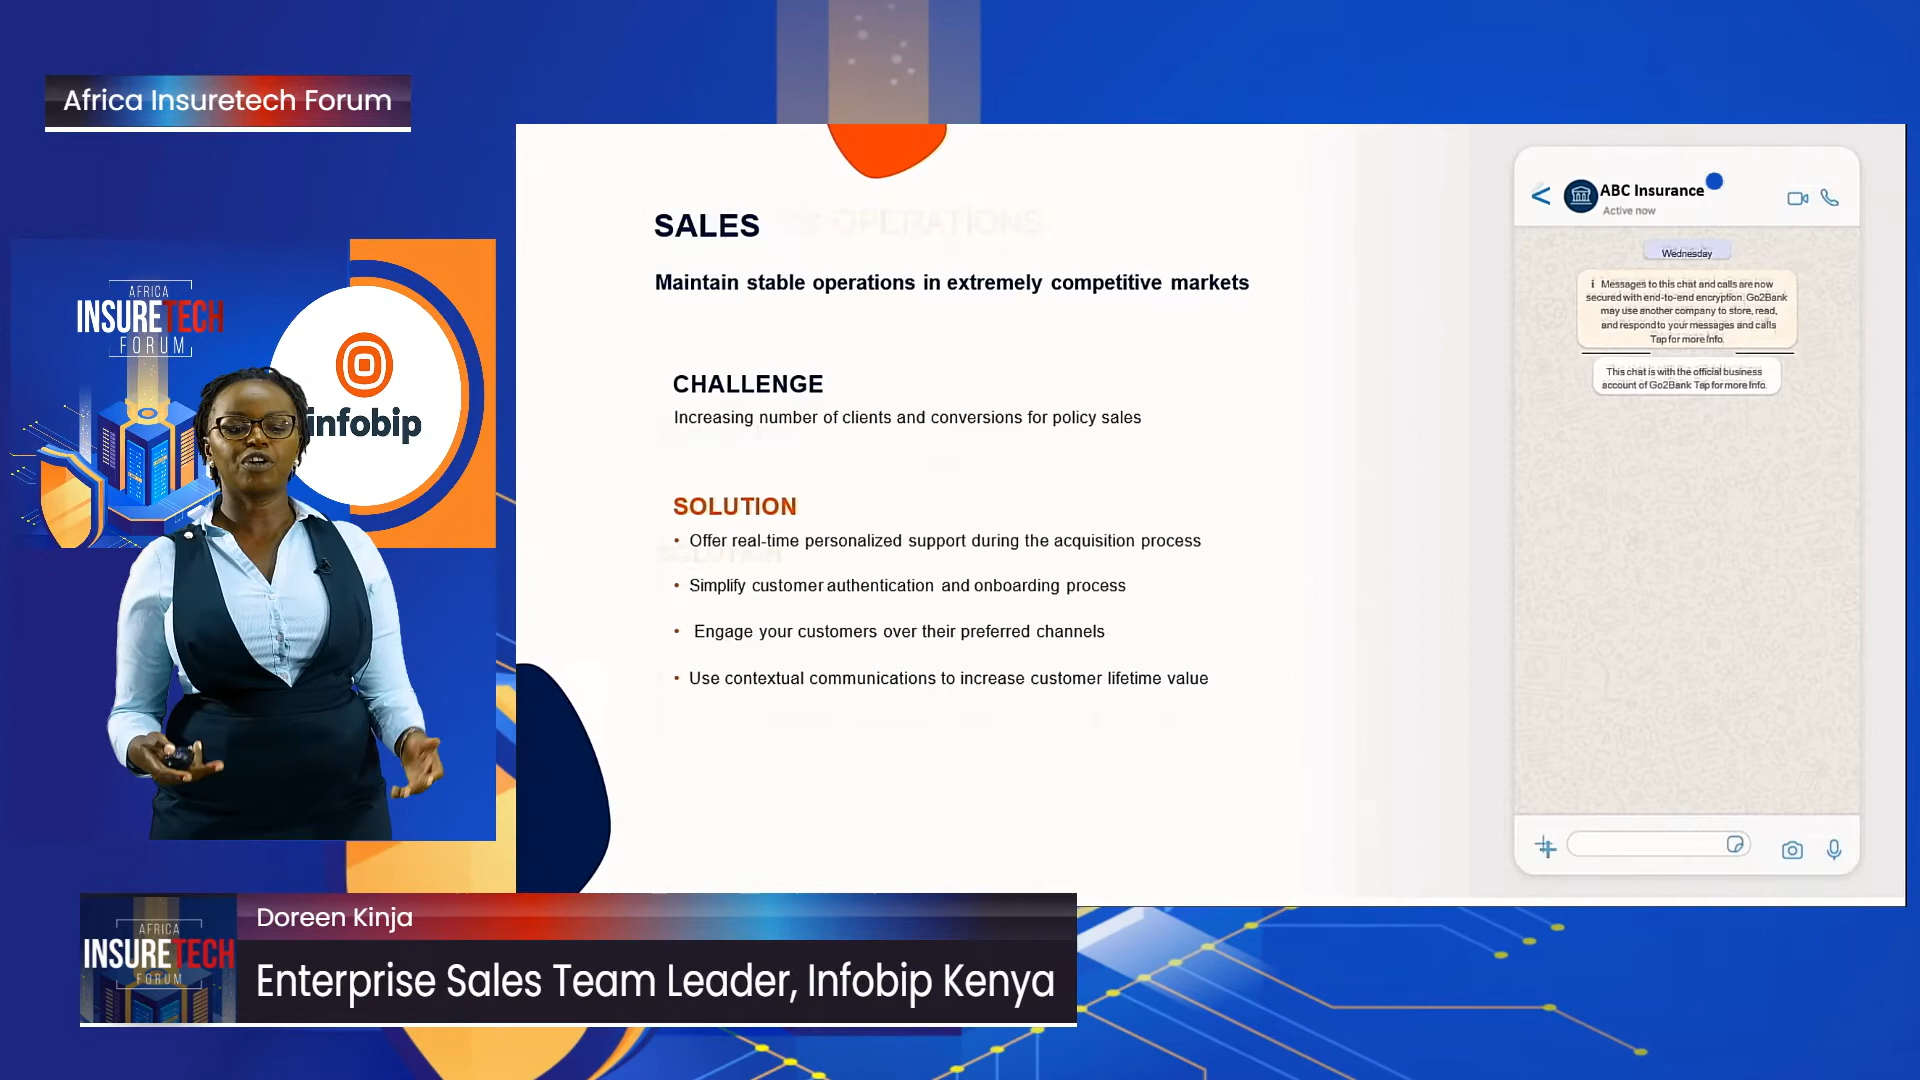 Africa Insuretech Forum
AFRICA
INSURETECH
FORUM
infobip
SALES
OPERATIONS
Maintain stable operations in extremely competitive markets
CHALLENGE
Increasing number of clients and conversions for policy sales
SOLUTION
• Offer real-time personalized support during the acquisition process
SOLUTION
• Simplify customer authentication and onboarding process
• Engage your customers over their preferred channels
• Use contextual communications to increase customer lifetime value
ABC Insurance
Active now
Wednesday
Messages to this chat and calls are now
secured with end-to-end encryption. Go2Bank
may use another company to store, read,
and respond to your messages and calls
Tap for more Info.
This chat is with the official business
account of Go2Bank Tap for more Info.
AFRICA
INSURETECH
FORUM
Doreen Kinja
Enterprise Sales Team Leader, Infobip Kenya